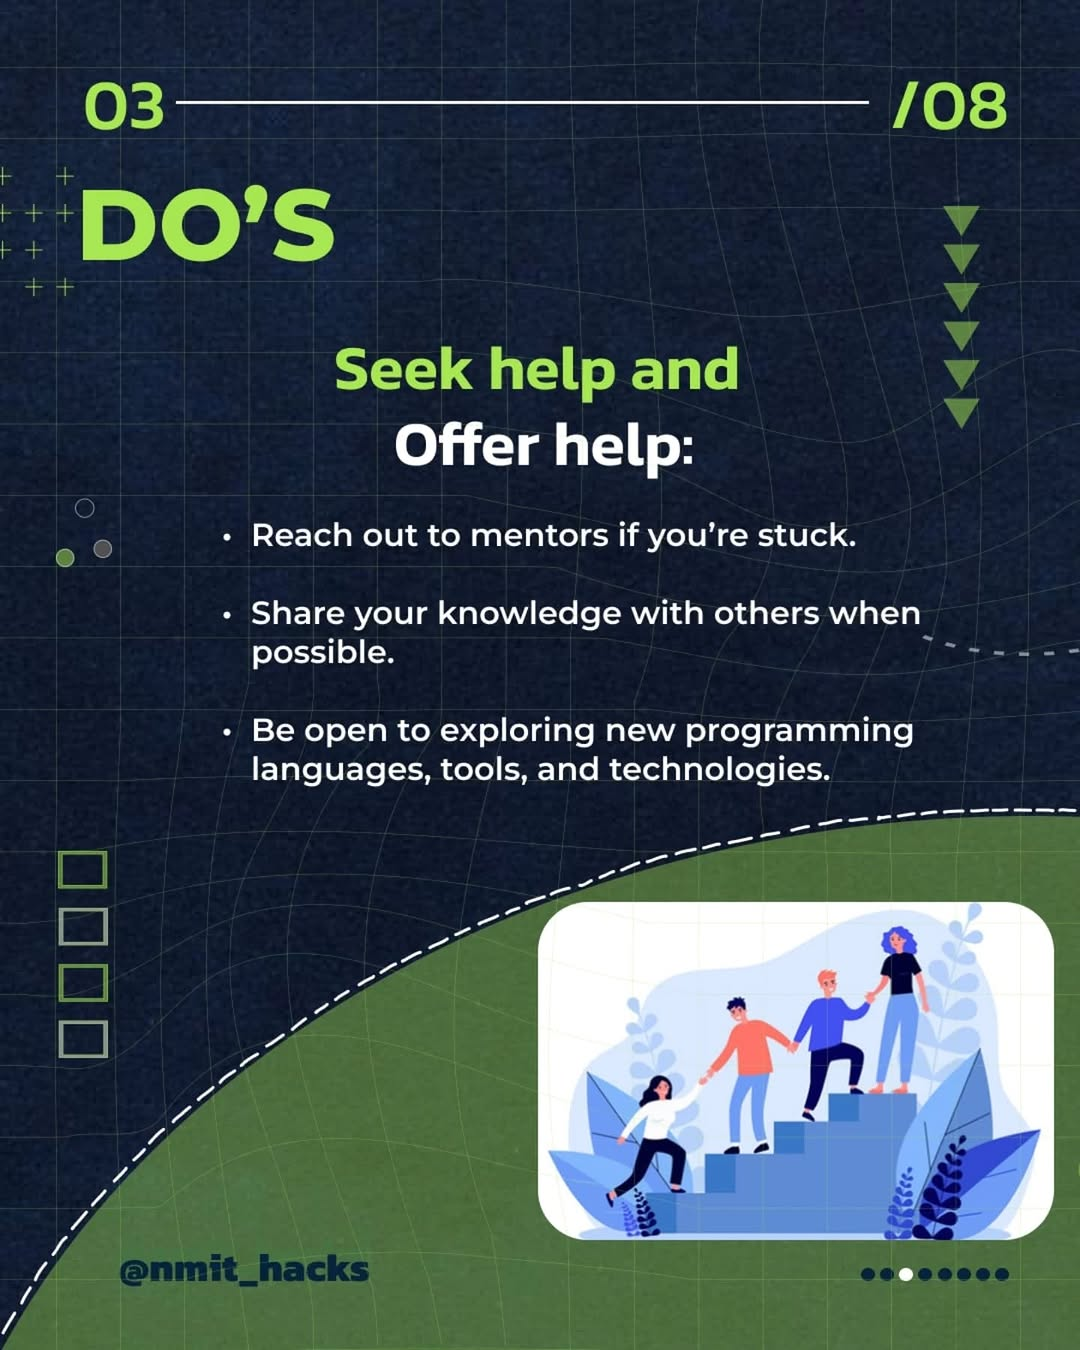 03 /08
DO’S
Seek help and
Offer help:
• Reach out to mentors if you’re stuck.
• Share your knowledge with others when
possible.
• Be open to exploring new programming
languages, tools, and technologies.
@nmit_hacks